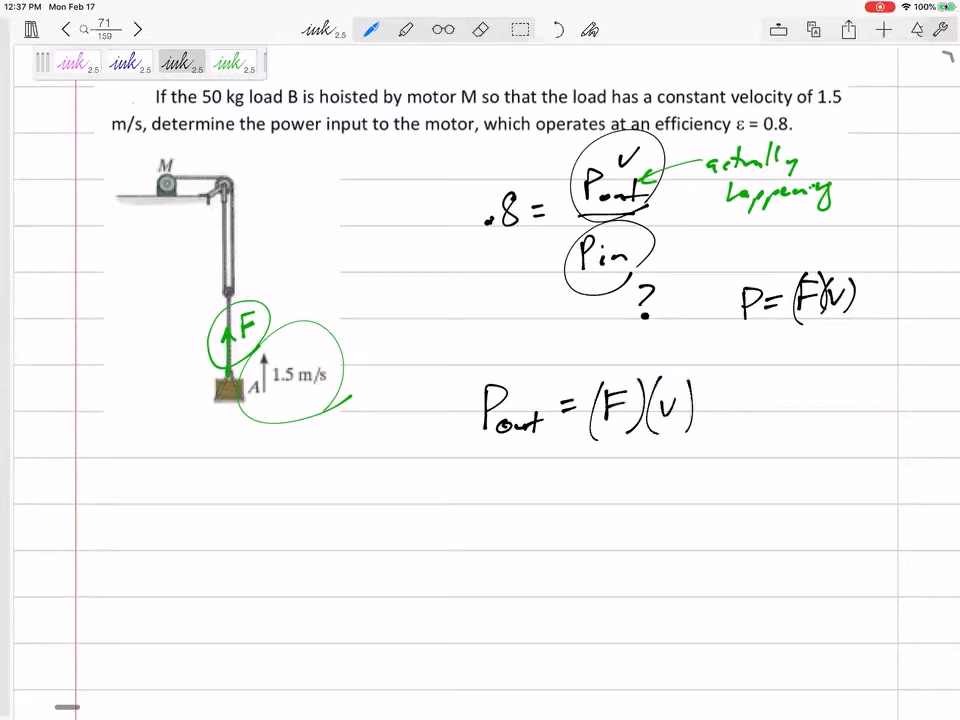 12:37 PM Mon Feb 17
100%
71
159
ink 2.5
ink 2.5 ink 2.5 ink 2.5 ink 2.5
If the 50 kg load B is hoisted by motor M so that the load has a constant velocity of 1.5
m/s, determine the power input to the motor, which operates at an efficiency ε = 0.8.
M
F
A
1.5 m/s
.8 = Pout
Pin
?
actually
happening
P = (F)(v)
Pout = (F)(v)